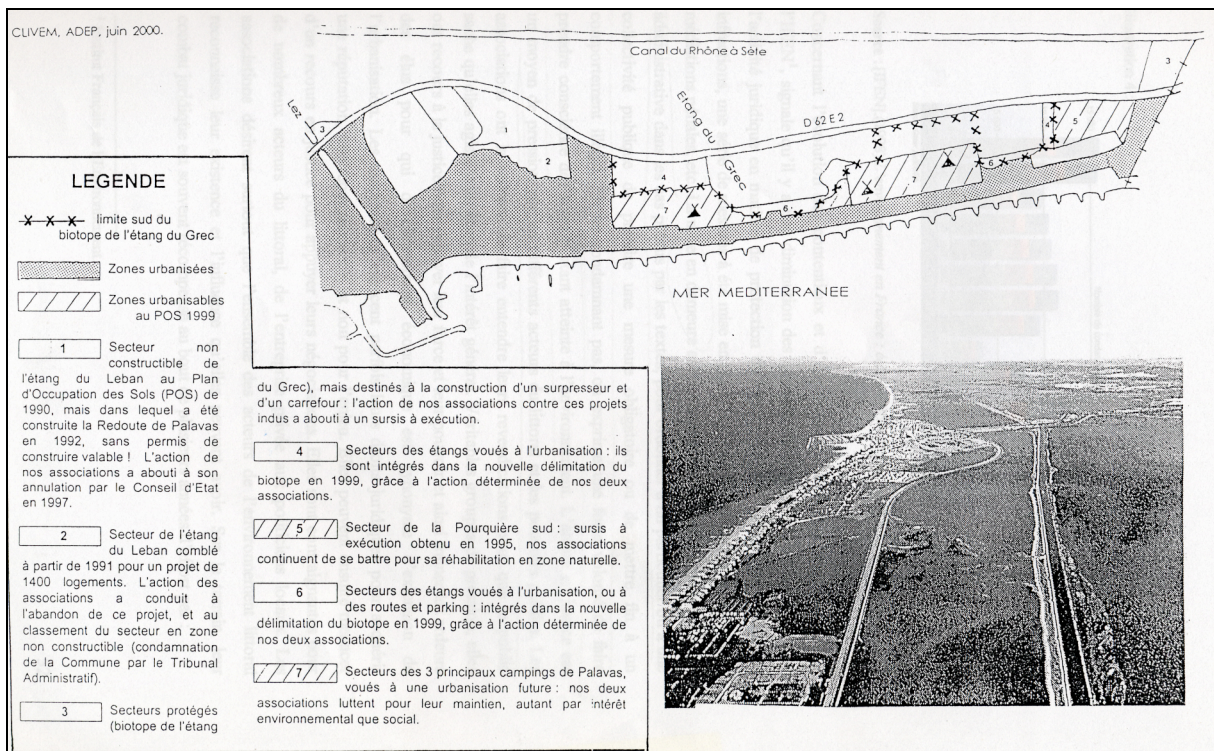 CLIVEM, ADEP, juin 2000.
Canal du Rhône à Sète
3
Lez
3
1
2
Etang du
Grec
D 62 E 2
4
5
4
6
7
7
6
MER MEDITERRANEE
LEGENDE
X X X limite sud du
biotope de l'étang du Grec
Zones urbanisées
Zones urbanisables
au POS 1999
1 Secteur non
constructible de
l'étang du Leban au Plan
d'Occupation des Sols (POS) de
1990, mais dans lequel a été
construite la Redoute de Palavas
en 1992, sans permis de
construire valable ! L'action de
nos associations a abouti à son
annulation par le Conseil d'Etat
en 1997.
2 Secteur de l'étang
du Leban comblé
à partir de 1991 pour un projet de
1400 logements. L'action des
associations a conduit à
l'abandon de ce projet, et au
classement du secteur en zone
non constructible (condamnation
de la Commune par le Tribunal
Administratif).
3 Secteurs protégés
(biotope de l'étang
du Grec), mais destinés à la construction d'un surpresseur et
d'un carrefour : l'action de nos associations contre ces projets
indus a abouti à un sursis à exécution.
4 Secteurs des étangs voués à l'urbanisation : ils
sont intégrés dans la nouvelle délimitation du
biotope en 1999, grâce à l'action déterminée de nos deux
associations.
5 Secteur de la Pourquière sud : sursis à
exécution obtenu en 1995, nos associations
continuent de se battre pour sa réhabilitation en zone naturelle.
6 Secteurs des étangs voués à l'urbanisation, ou à
des routes et parking : intégrés dans la nouvelle
délimitation du biotope en 1999, grâce à l'action déterminée de
nos deux associations.
7 Secteurs des 3 principaux campings de Palavas,
voués à une urbanisation future : nos deux
associations luttent pour leur maintien, autant par intérêt
environnemental que social.